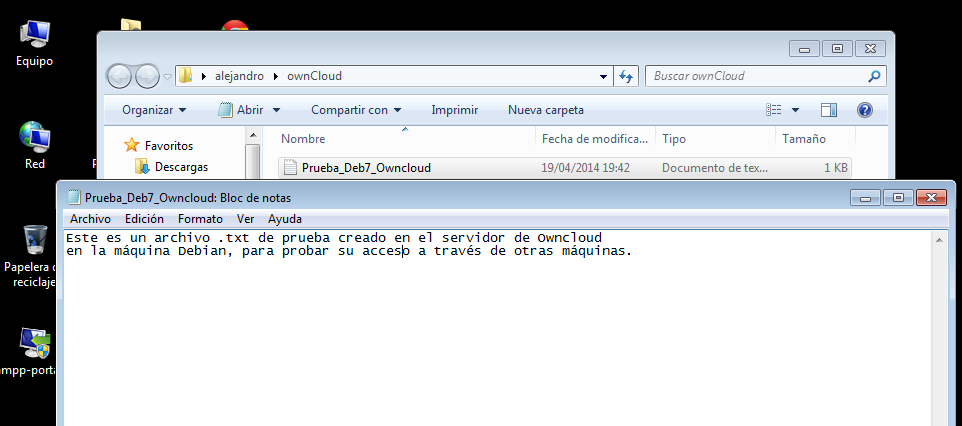 Equipo
alejandro ownCloud
Buscar ownCloud
Organizar Abrir Compartir con Imprimir Nueva carpeta
Nombre Fecha de modifica... Tipo Tamaño
Favoritos
Red
Descargas
Prueba_Deb7_Owncloud 19/04/2014 19:42 Documento de tex... 1 KB
Prueba_Deb7_Owncloud: Bloc de notas
Archivo Edición Formato Ver Ayuda
Este es un archivo .txt de prueba creado en el servidor de Owncloud
en la máquina Debian, para probar su acceso a través de otras máquinas.
Papelera d
reciclaje
ampp-porta